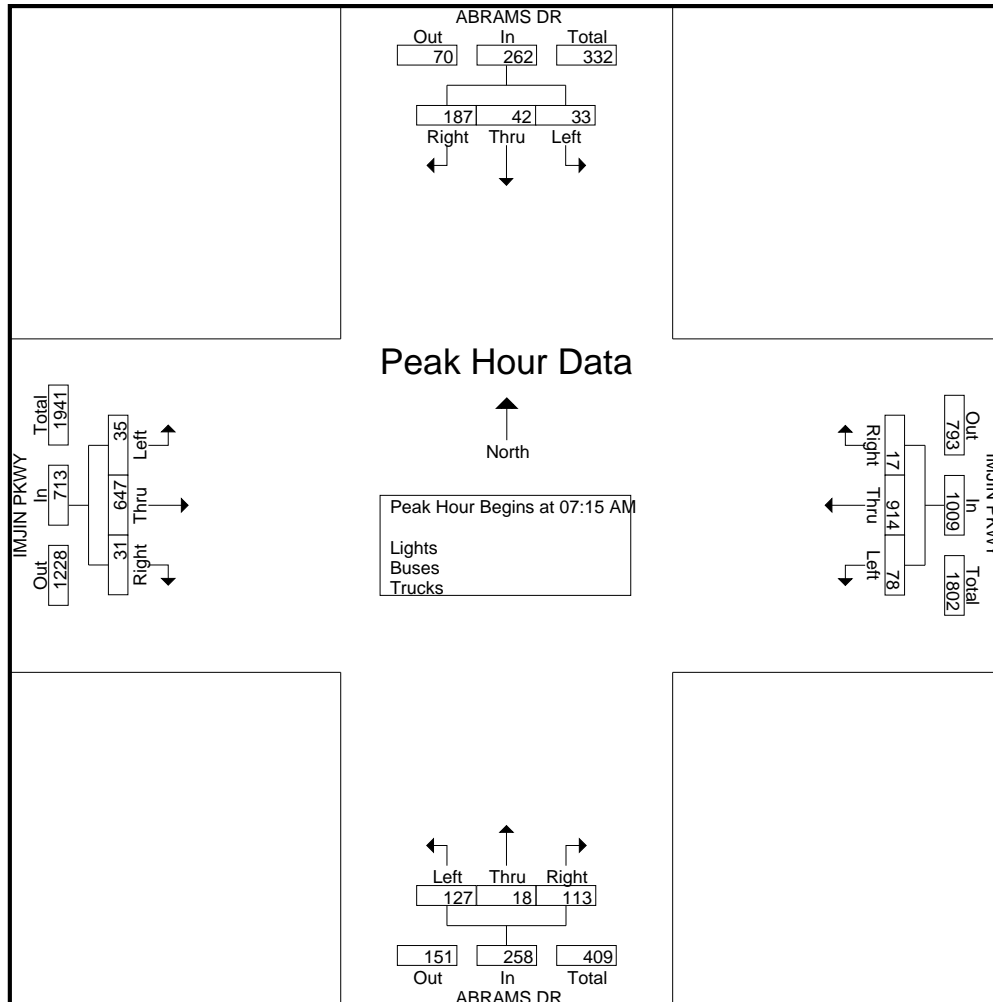 ABRAMS DR
Out In Total
70 262 332
187 42 33
Right Thru Left
Peak Hour Data
North
Peak Hour Begins at 07:15 AM
Lights
Buses
Trucks
IMJIN PKWY
Total In Out
1941 713 1228
35 647 31
Left Thru Right
Right Thru Left
17 914 78
Out In Total
793 1009 1802
IMJIN PKWY
Left Thru Right
127 18 113
151 258 409
Out In Total
ABRAMS DR